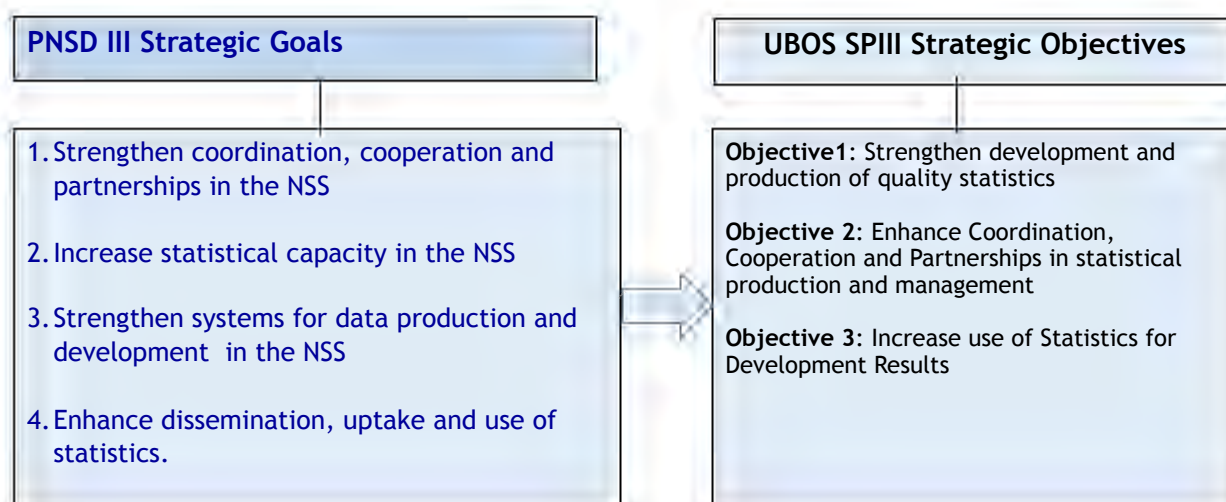 PNSD III Strategic Goals
1. Strengthen coordination, cooperation and
partnerships in the NSS
2. Increase statistical capacity in the NSS
3. Strengthen systems for data production and
development in the NSS
4. Enhance dissemination, uptake and use of
statistics.
UBOS SPIII Strategic Objectives
Objective1: Strengthen development and
production of quality statistics
Objective 2: Enhance Coordination,
Cooperation and Partnerships in statistical
production and management
Objective 3: Increase use of Statistics for
Development Results